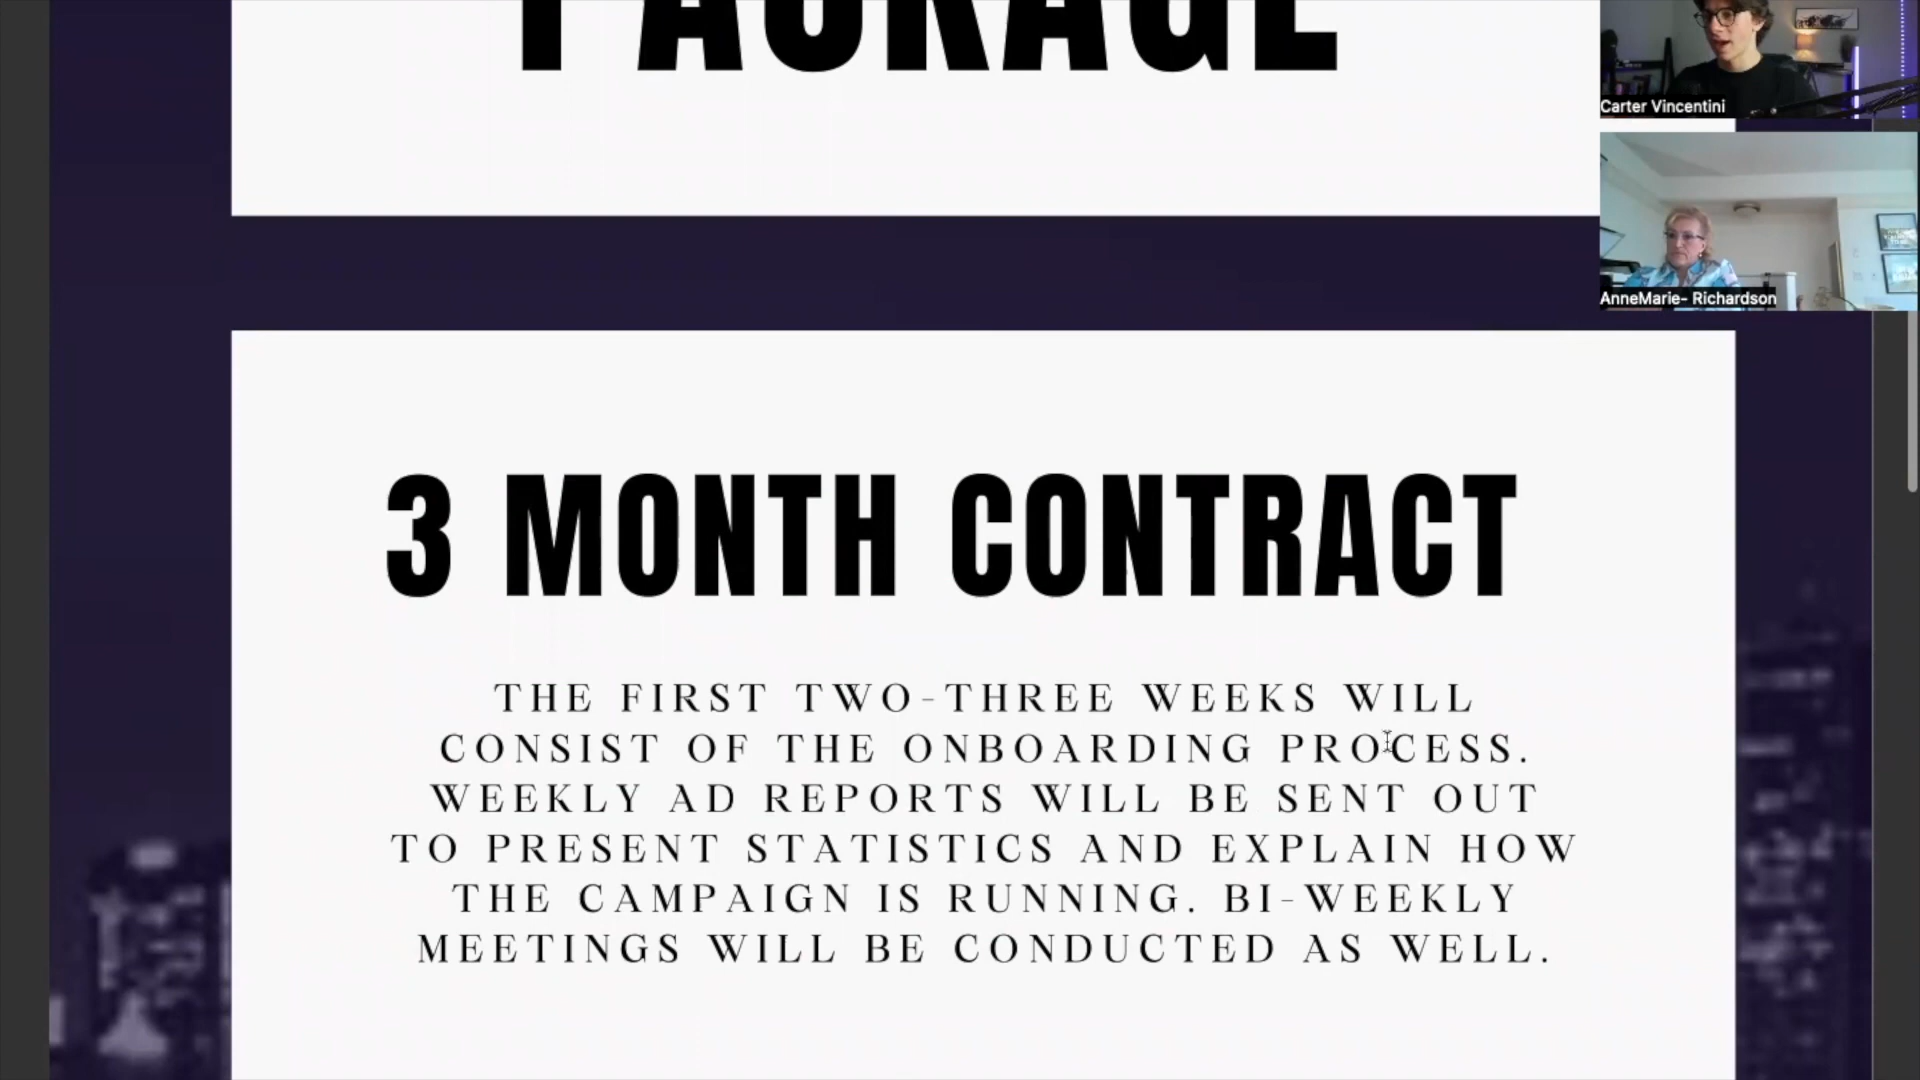 PACKAGE
Carter Vincentini
AnneMarie- Richardson
3 MONTH CONTRACT
THE FIRST TWO-THREE WEEKS WILL
CONSIST OF THE ONBOARDING PROCESS.
WEEKLY AD REPORTS WILL BE SENT OUT
TO PRESENT STATISTICS AND EXPLAIN HOW
THE CAMPAIGN IS RUNNING. BI-WEEKLY
MEETINGS WILL BE CONDUCTED AS WELL.